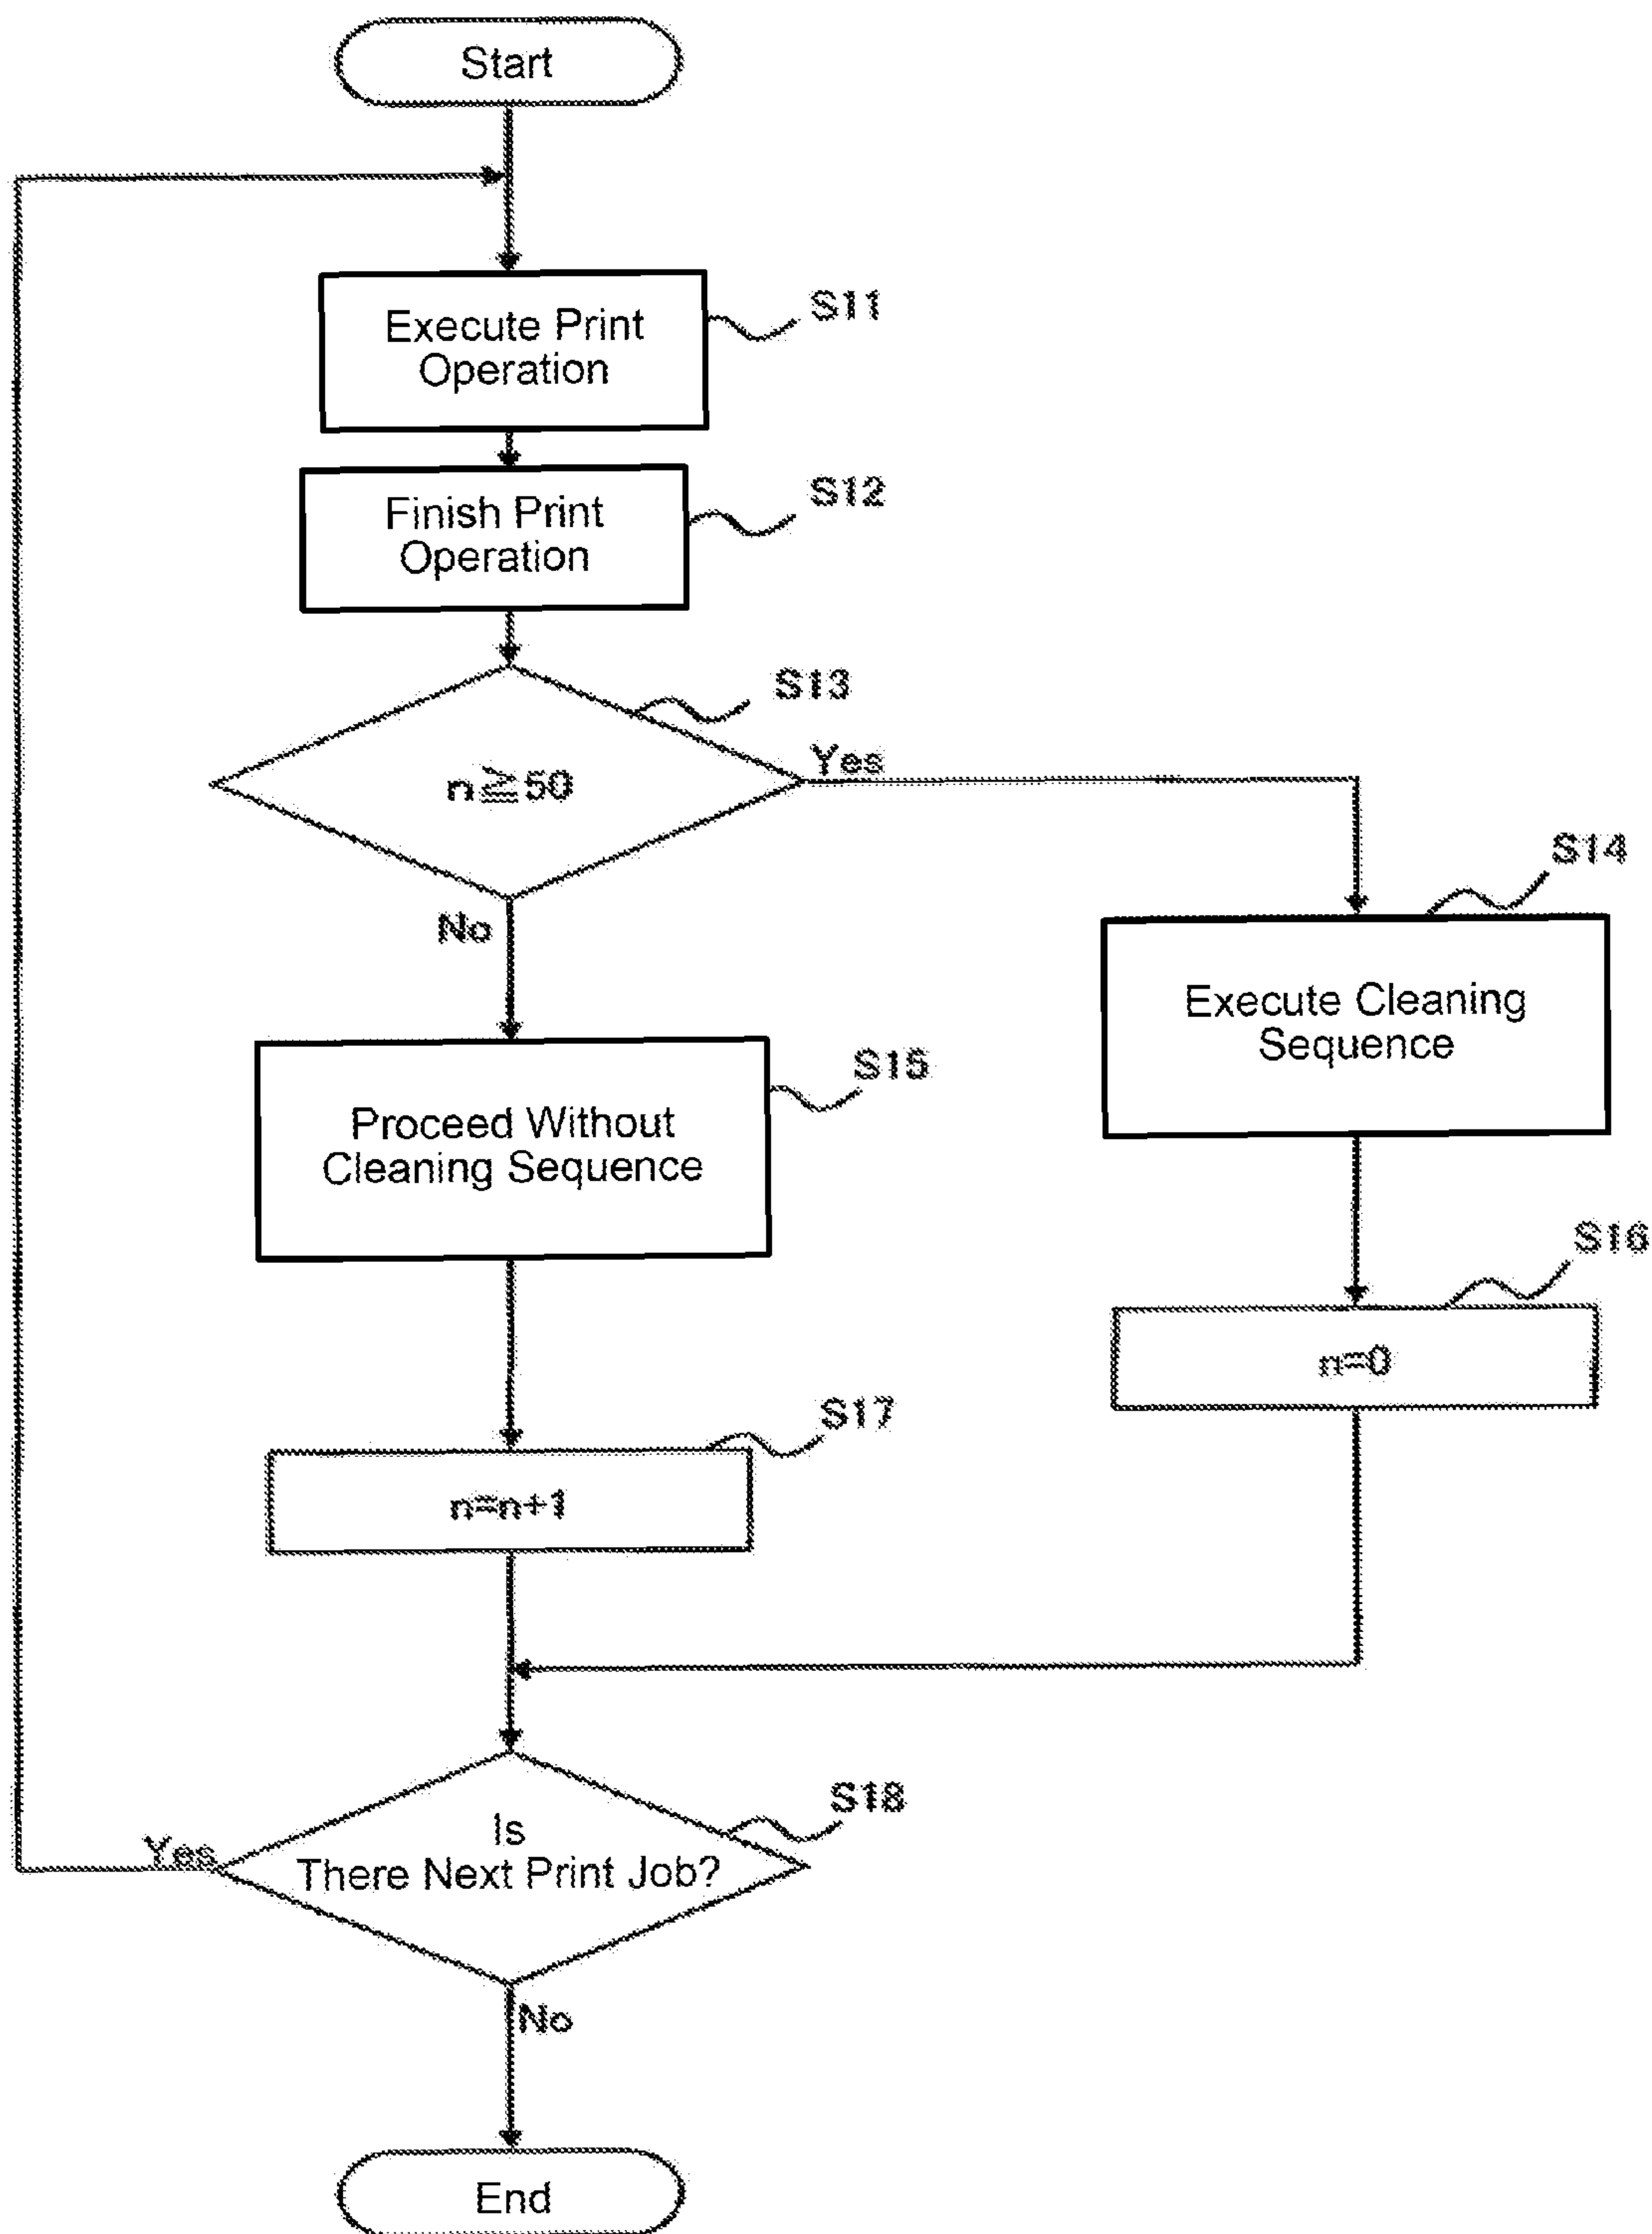 Start
Execute Print
Operation
S11
Finish Print
Operation
S12
S13
n≧50
Yes
No
S14
Execute Cleaning
Sequence
S15
Proceed Without
Cleaning Sequence
S16
n=0
S17
n=n+1
S18
Is
There Next Print Job?
Yes
No
End